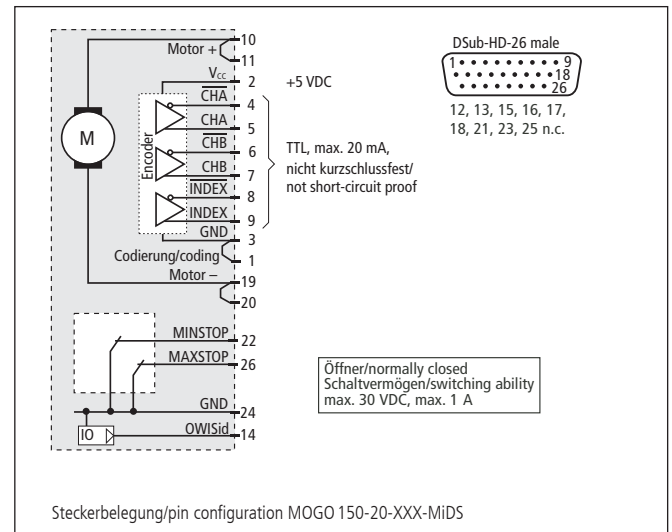 Motor +
10
11
V꜀꜀ 2 +5 VDC
C̅H̅A̅ 4
CHA 5
C̅H̅B̅ 6
CHB 7
I̅N̅D̅E̅X̅ 8
INDEX 9
GND 3
Codierung/coding 1
Motor – 19
20
M
Encoder
TTL, max. 20 mA,
nicht kurzschlussfest/
not short-circuit proof
DSub-HD-26 male
1 9
18
26
12, 13, 15, 16, 17,
18, 21, 23, 25 n.c.
MINSTOP 22
MAXSTOP 26
GND 24
IO OWISid 14
Öffner/normally closed
Schaltvermögen/switching ability
max. 30 VDC, max. 1 A
Steckerbelegung/pin configuration MOGO 150-20-XXX-MiDS